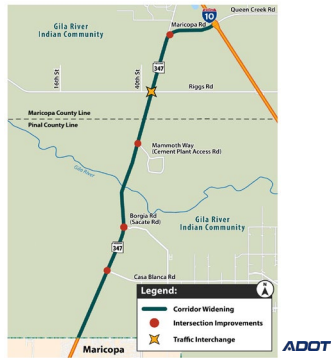 Queen Creek Rd
10
Maricopa Rd
Gila River
Indian Community
347
16th St
40th St
Riggs Rd
Maricopa County Line
Pinal County Line
Mammoth Way
(Cement Plant Access Rd)
Gila River
Borgia Rd
(Sacate Rd)
Gila River
Indian Community
347
Casa Blanca Rd
Legend:
N
Corridor Widening
Intersection Improvements
Traffic Interchange
Maricopa
ADOT